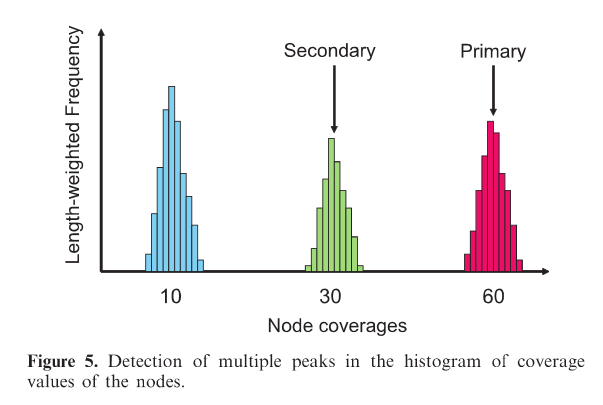 Secondary
Primary
Length-weighted Frequency
10
30
60
Node coverages
Figure 5. Detection of multiple peaks in the histogram of coverage
values of the nodes.